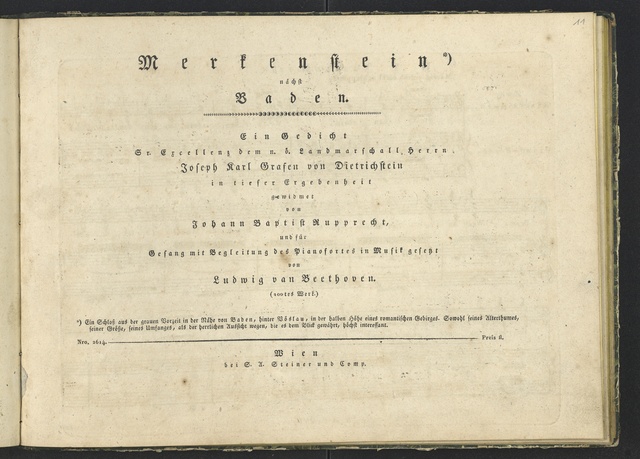 11
Merkenstein*)
nächst
Baden.
Ein Gedicht
Sr. Excellenz dem n. ö. Landmarschall Herrn
Joseph Karl Grafen von Dietrichstein
in tiefer Ergebenheit
gewidmet
von
Johann Baptist Rupprecht,
und für
Gesang mit Begleitung des Pianofortes in Musik gesetzt
von
Ludwig van Beethoven.
(100tes Werk)
*) Ein Schloß aus der grauen Vorzeit in der Nähe von Baden, hinter Vöslau, in der halben Höhe eines romantischen Gebirges. Sowohl seines Alterthumes,
seiner Größe, seines Umfanges, als der herrlichen Aussicht wegen, die es dem Blick gewährt, höchst interessant.
Nro. 2614. Preis fl.
Wien
bei S. A. Steiner und Comp.